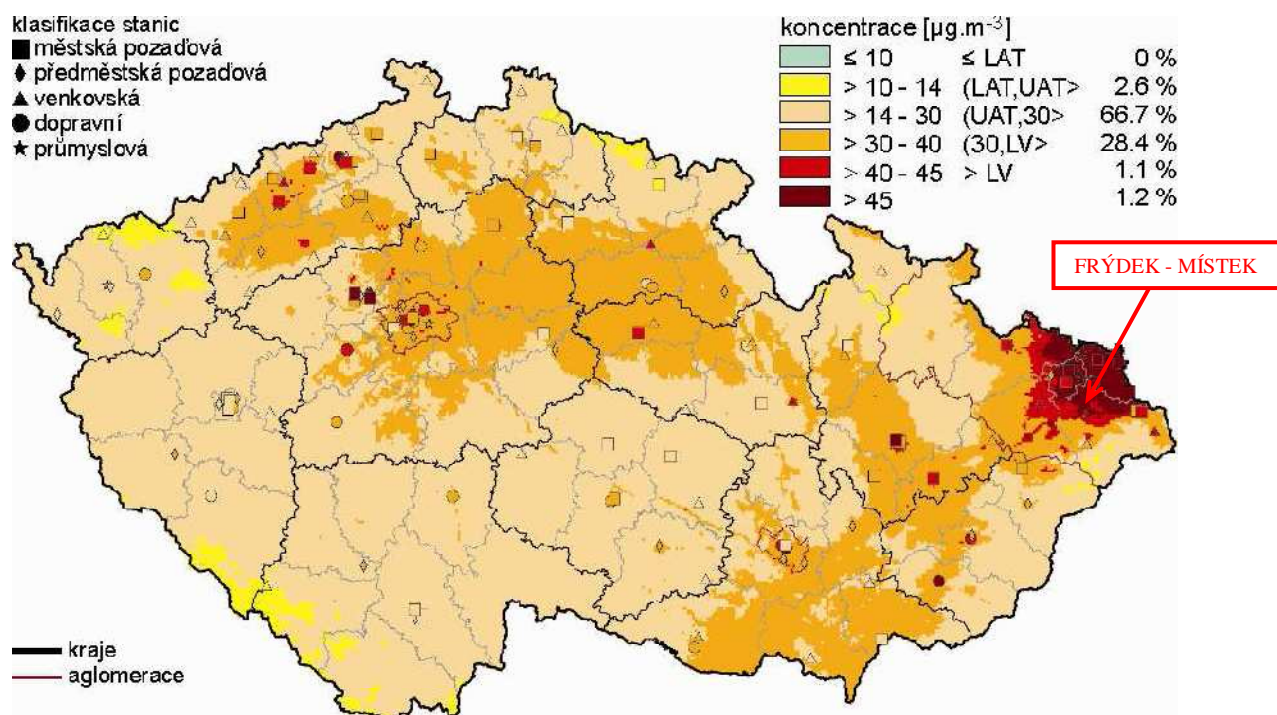 klasifikace stanic
městská pozaďová
předměstská pozaďová
venkovská
dopravní
průmyslová
koncentrace [µg.m⁻³]
≤ 10 ≤ LAT 0 %
> 10 - 14 (LAT,UAT> 2.6 %
> 14 - 30 (UAT,30> 66.7 %
> 30 - 40 (30,LV> 28.4 %
> 40 - 45 > LV 1.1 %
> 45 1.2 %
FRÝDEK - MÍSTEK
kraje
aglomerace